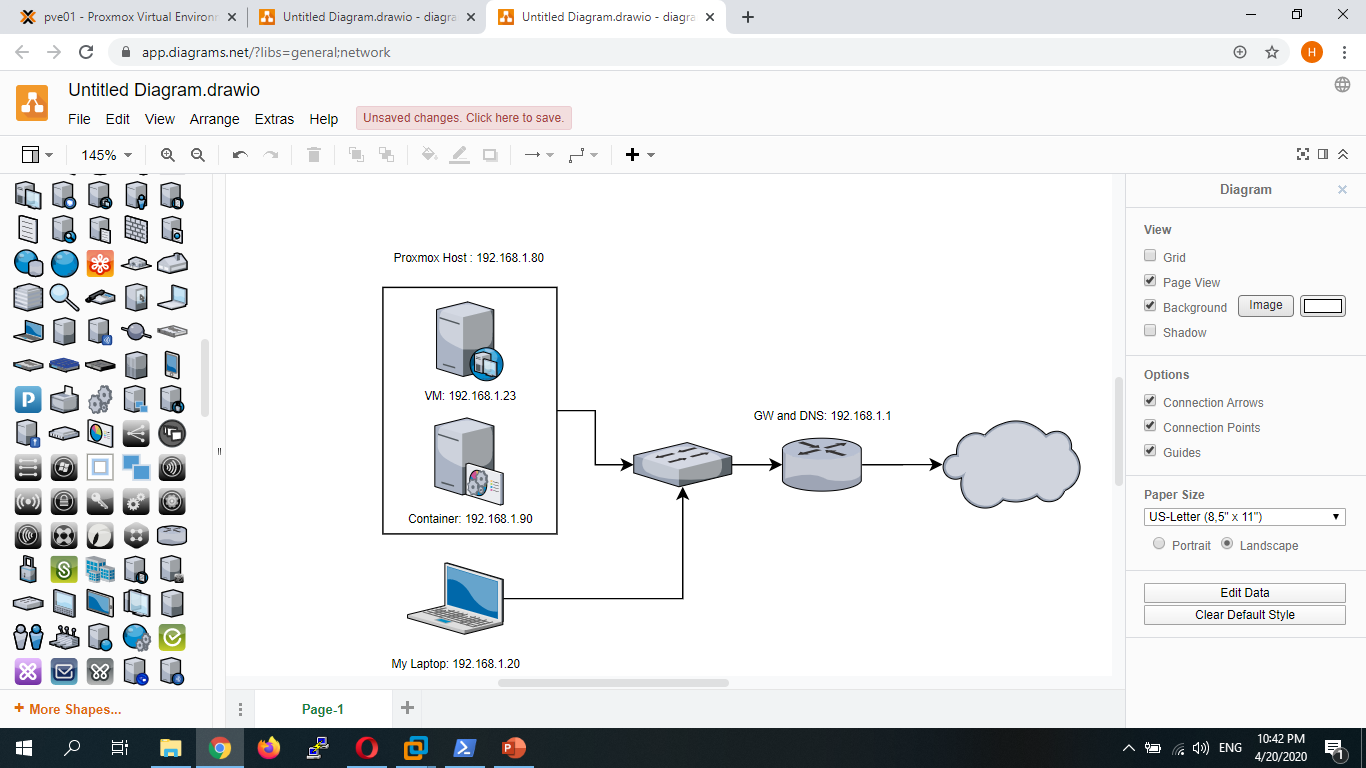 pve01 - Proxmox Virtual Environm
Untitled Diagram.drawio - diagra
Untitled Diagram.drawio - diagra
app.diagrams.net/?libs=general;network
H
Untitled Diagram.drawio
File Edit View Arrange Extras Help
Unsaved changes. Click here to save.
145%
Diagram
View
Grid
Page View
Background
Image
Shadow
Options
Connection Arrows
Connection Points
Guides
Paper Size
US-Letter (8,5" x 11")
Portrait Landscape
Edit Data
Clear Default Style
Proxmox Host : 192.168.1.80
VM: 192.168.1.23
Container: 192.168.1.90
GW and DNS: 192.168.1.1
My Laptop: 192.168.1.20
P
S
More Shapes...
Page-1
ENG
10:42 PM
4/20/2020
1